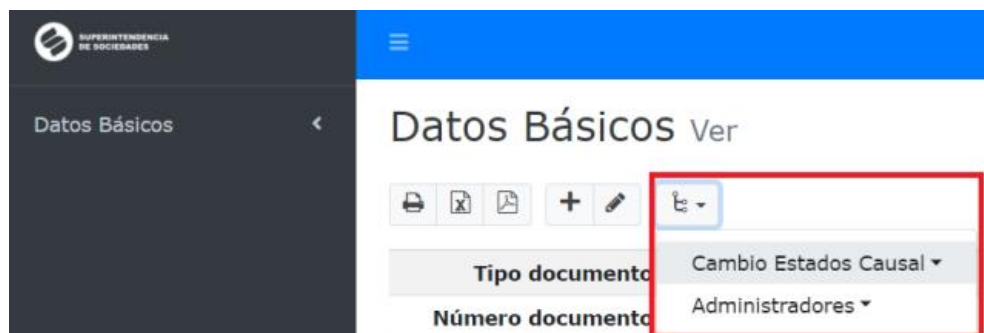 SUPERINTENDENCIA
DE SOCIEDADES
Datos Básicos
Datos Básicos Ver
Cambio Estados Causal
Tipo documento
Administradores
Número documento